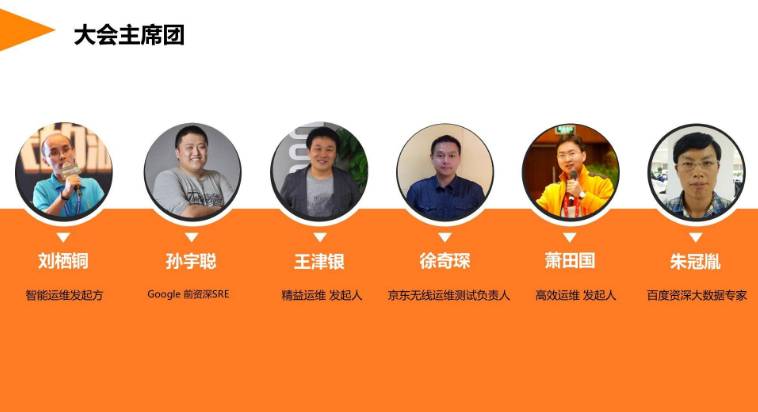 大会主席团
刘栖铜
孙宇聪
王津银
徐奇琛
萧田国
朱冠胤
智能运维发起方
Google 前资深SRE
精益运维 发起人
京东无线运维测试负责人
高效运维 发起人
百度资深大数据专家